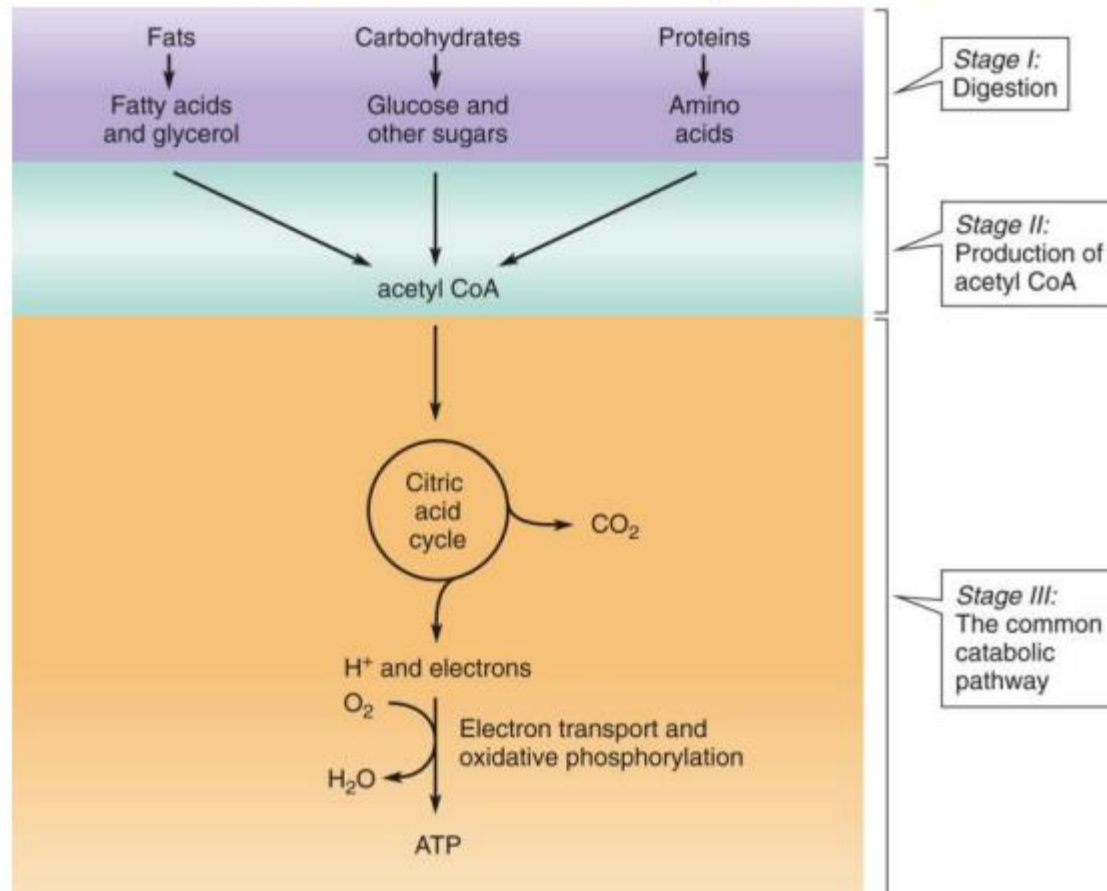 Fats
Carbohydrates
Proteins
Fatty acids
and glycerol
Glucose and
other sugars
Amino
acids
Stage I:
Digestion
acetyl CoA
Stage II:
Production of
acetyl CoA
Citric
acid
cycle
CO₂
H⁺ and electrons
O₂
Electron transport and
oxidative phosphorylation
H₂O
ATP
Stage III:
The common
catabolic
pathway